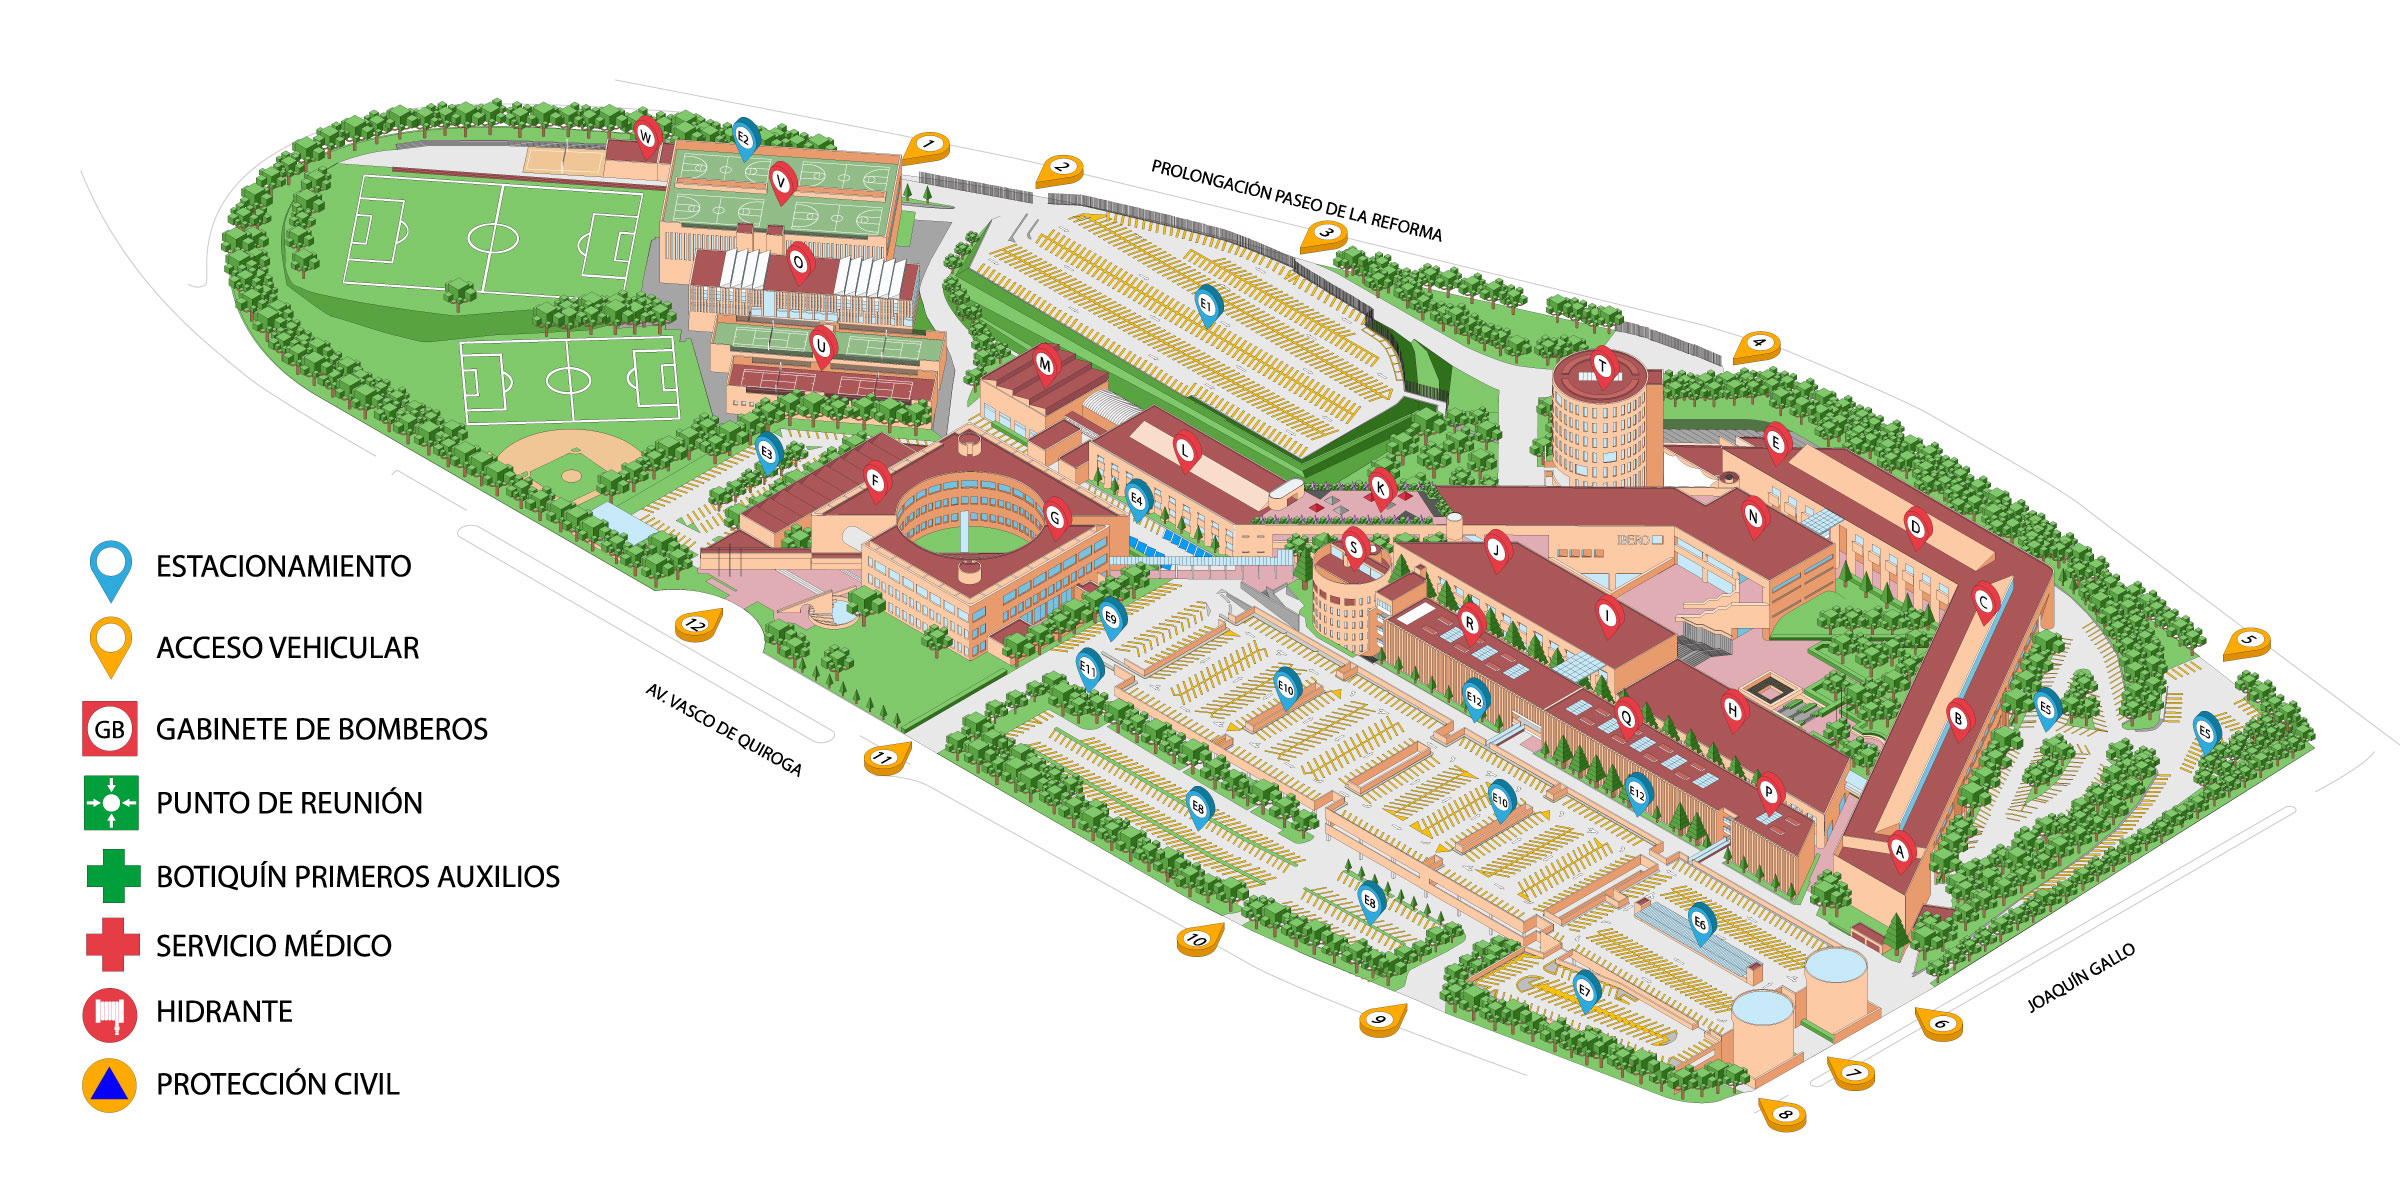 W
E2
1
2
PROLONGACIÓN PASEO DE LA REFORMA
V
3
O
E1
U
M
4
T
E3
L
E
F
G
E4
K
N
D
IBERO
S
J
C
ESTACIONAMIENTO
12
E9
R
I
5
ACCESO VEHICULAR
E11
E10
E12
H
B
E5
E5
GB
GABINETE DE BOMBEROS
AV. VASCO DE QUIROGA
11
Q
PUNTO DE REUNIÓN
E8
E10
E12
P
A
BOTIQUÍN PRIMEROS AUXILIOS
E8
E6
SERVICIO MÉDICO
10
JOAQUÍN GALLO
E7
HIDRANTE
9
6
PROTECCIÓN CIVIL
7
8